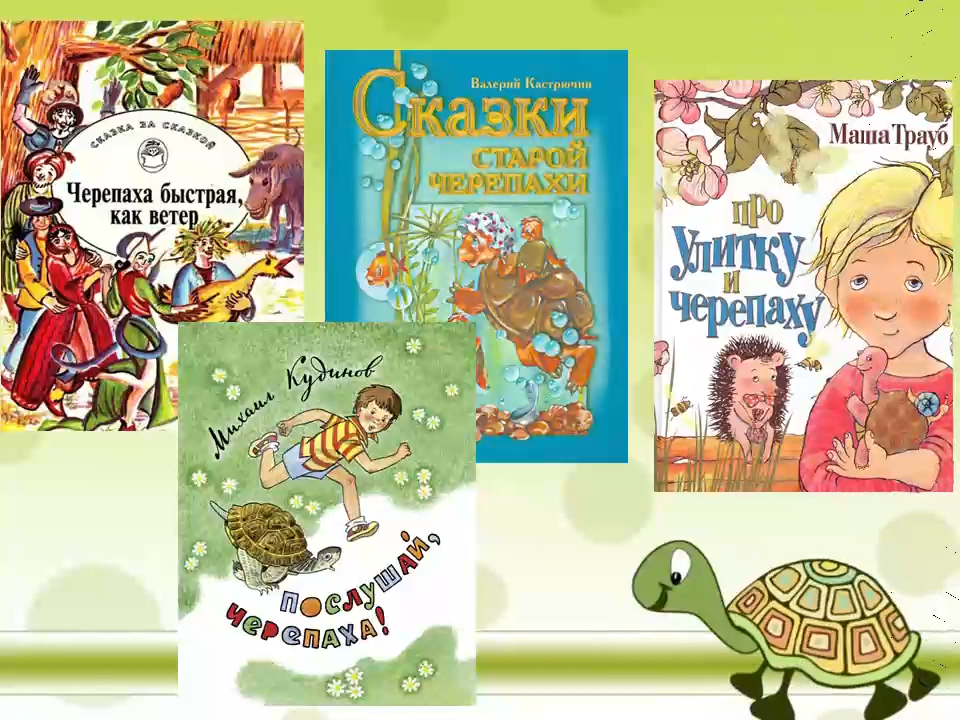 СКАЗКА ЗА СКАЗКОЙ
Черепаха быстрая,
как ветер
Валерий Кастрючин
Сказки
СТАРОЙ
ЧЕРЕПАХИ
Маша Трауб
про
Улитку
и
черепаху
Михаил Кудинов
ПОСЛУШАЙ,
ЧЕРЕПАХА!